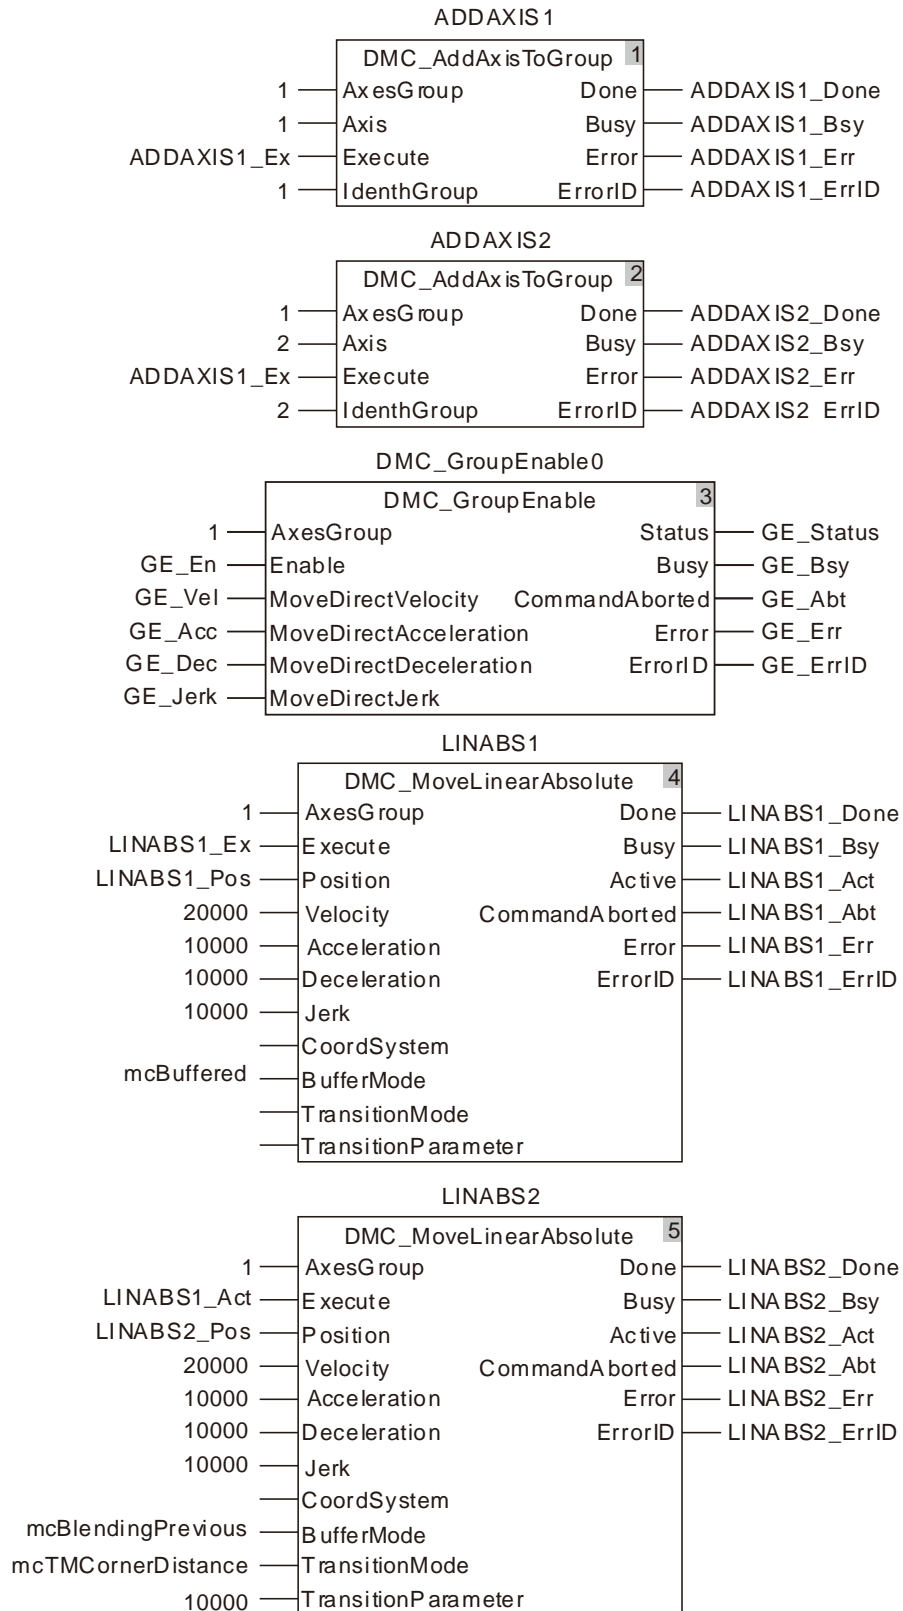 ADDAXIS1
DMC_AddAxisToGroup 1
1 AxesGroup Done ADDAXIS1_Done
1 Axis Busy ADDAXIS1_Bsy
ADDAXIS1_Ex Execute Error ADDAXIS1_Err
1 IdenthGroup ErrorID ADDAXIS1_ErrID
ADDAXIS2
DMC_AddAxisToGroup 2
1 AxesGroup Done ADDAXIS2_Done
2 Axis Busy ADDAXIS2_Bsy
ADDAXIS1_Ex Execute Error ADDAXIS2_Err
2 IdenthGroup ErrorID ADDAXIS2 ErrID
DMC_GroupEnable0
DMC_GroupEnable 3
1 AxesGroup Status GE_Status
GE_En Enable Busy GE_Bsy
GE_Vel MoveDirectVelocity CommandAborted GE_Abt
GE_Acc MoveDirectAcceleration Error GE_Err
GE_Dec MoveDirectDeceleration ErrorID GE_ErrID
GE_Jerk MoveDirectJerk
LINABS1
DMC_MoveLinearAbsolute 4
1 AxesGroup Done LINABS1_Done
LINABS1_Ex Execute Busy LINABS1_Bsy
LINABS1_Pos Position Active LINABS1_Act
20000 Velocity CommandAborted LINABS1_Abt
10000 Acceleration Error LINABS1_Err
10000 Deceleration ErrorID LINABS1_ErrID
10000 Jerk
CoordSystem
mcBuffered BufferMode
TransitionMode
TransitionParameter
LINABS2
DMC_MoveLinearAbsolute 5
1 AxesGroup Done LINABS2_Done
LINABS1_Act Execute Busy LINABS2_Bsy
LINABS2_Pos Position Active LINABS2_Act
20000 Velocity CommandAborted LINABS2_Abt
10000 Acceleration Error LINABS2_Err
10000 Deceleration ErrorID LINABS2_ErrID
10000 Jerk
CoordSystem
mcBlendingPrevious BufferMode
mcTMCornerDistance TransitionMode
10000 TransitionParameter